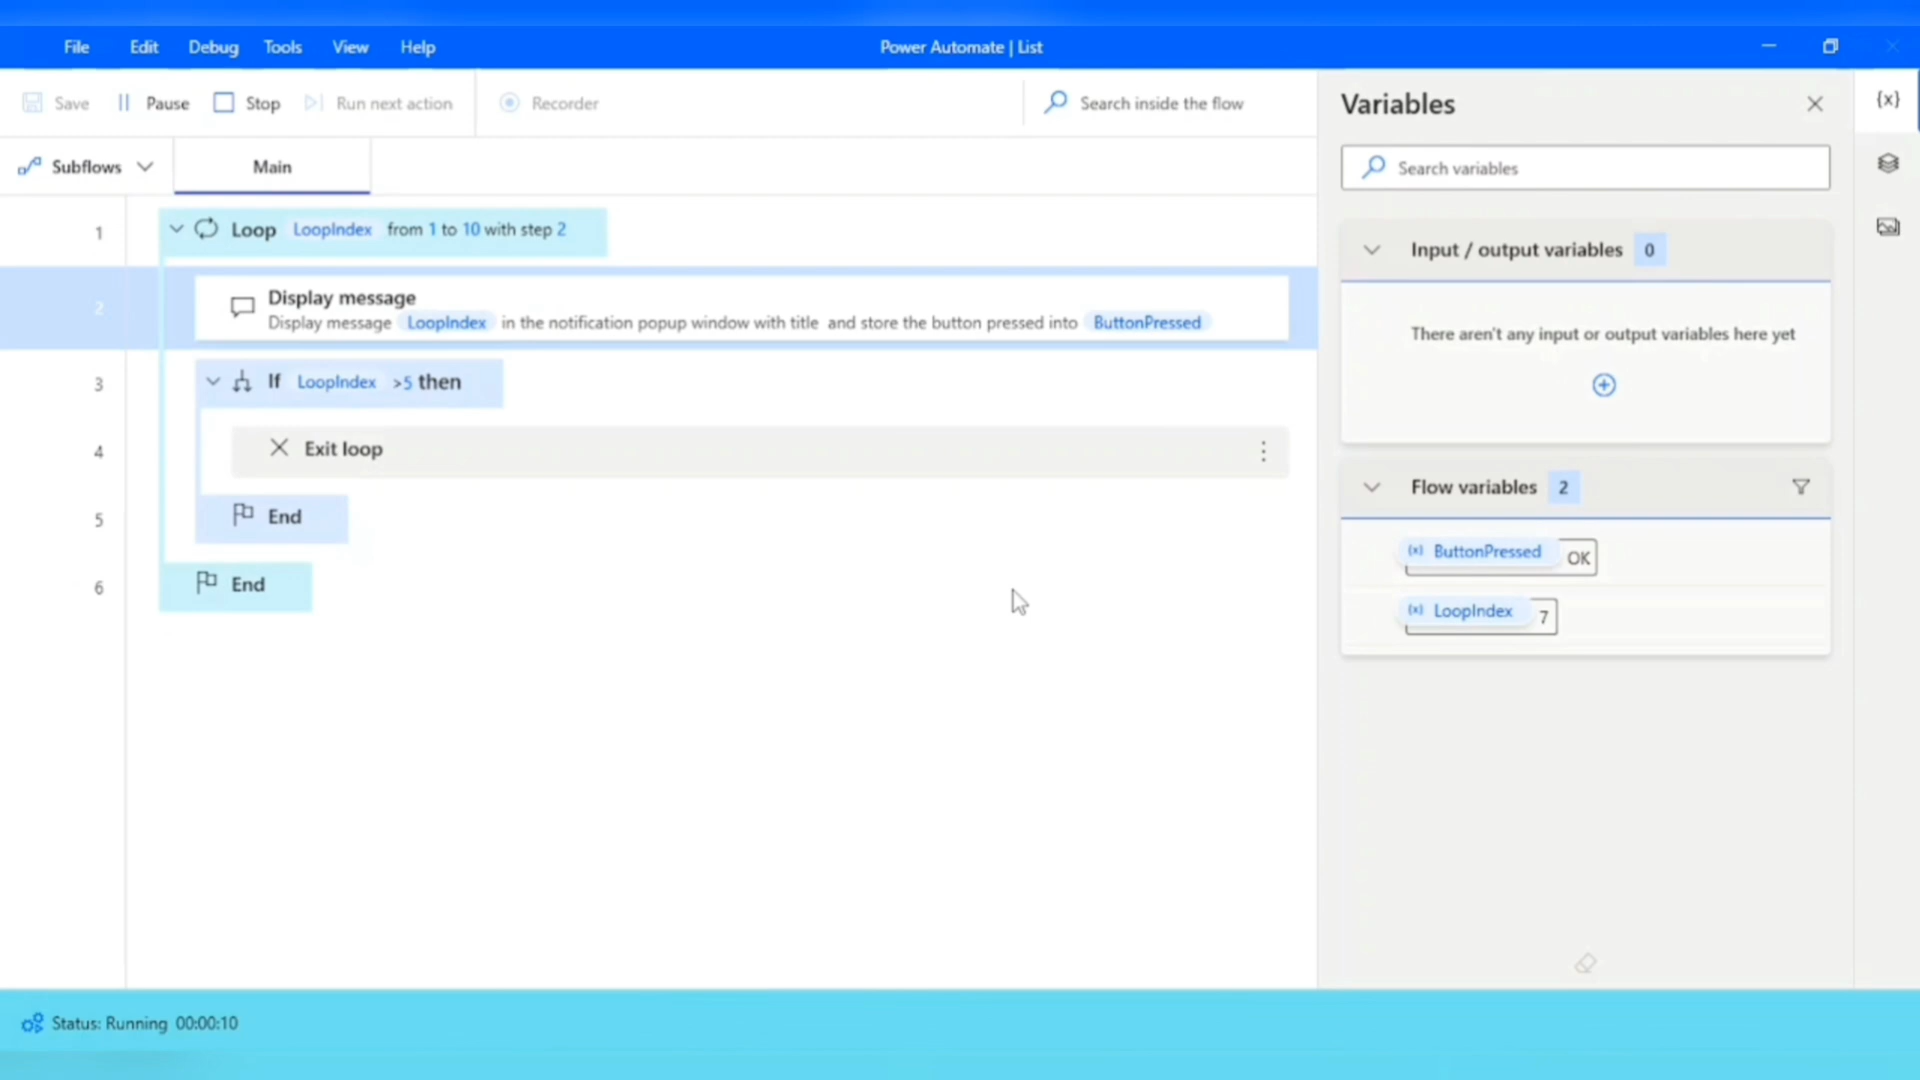 File Edit Debug Tools View Help Power Automate | List
Save Pause Stop Run next action Recorder Search inside the flow
Subflows Main
1 Loop LoopIndex from 1 to 10 with step 2
2 Display message
Display message LoopIndex in the notification popup window with title and store the button pressed into ButtonPressed
3 If LoopIndex >5 then
4 Exit loop
5 End
6 End
Variables
{x}
Search variables
Input / output variables 0
There aren't any input or output variables here yet
Flow variables 2
{x} ButtonPressed OK
{x} LoopIndex 7
Status: Running 00:00:10